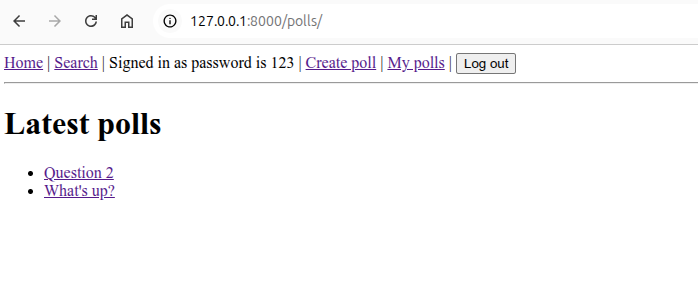 127.0.0.1:8000/polls/
Home | Search | Signed in as password is 123 | Create poll | My polls | Log out
Latest polls
Question 2
What's up?